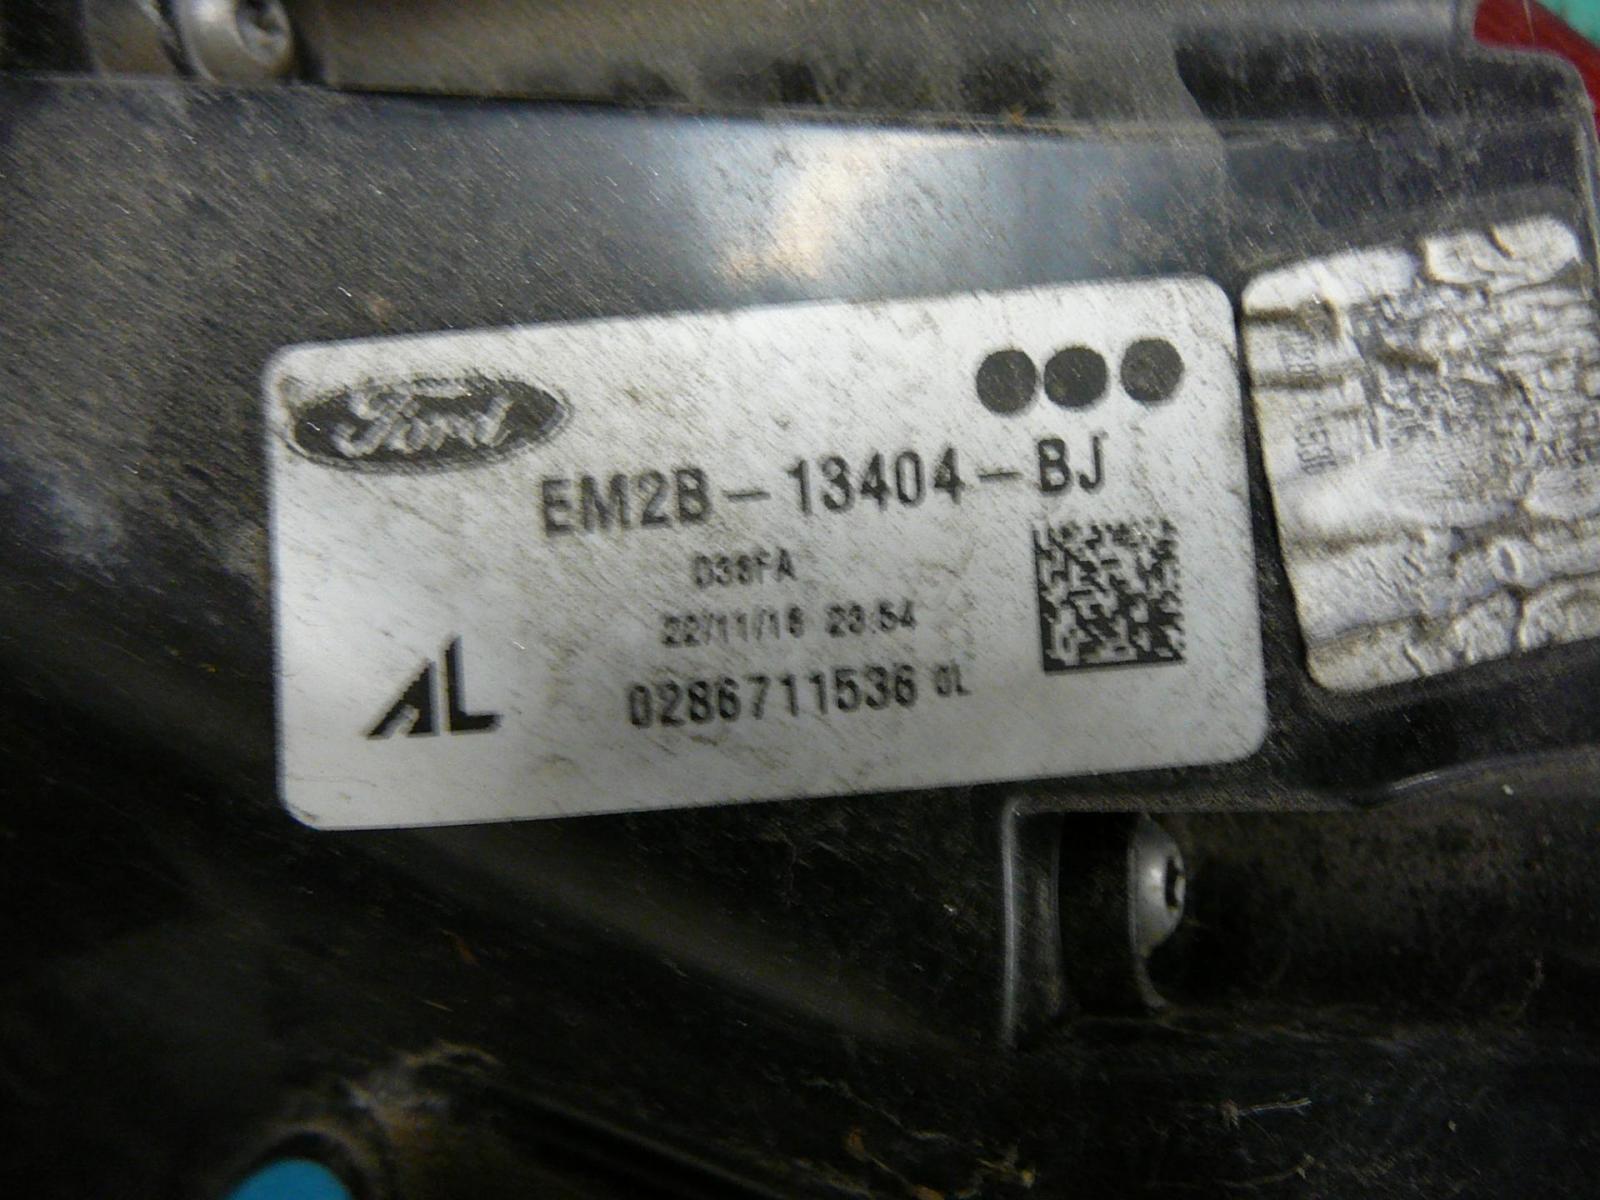 Ford
EM2B-13404-BJ
D38FA
22/11/16 23:54
AL
0286711536 0L